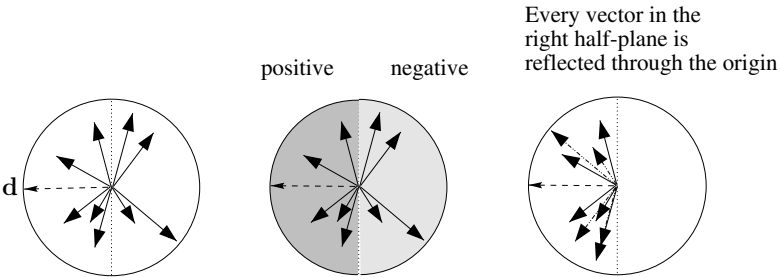 Every vector in the
right half-plane is
reflected through the origin
positive
negative
d